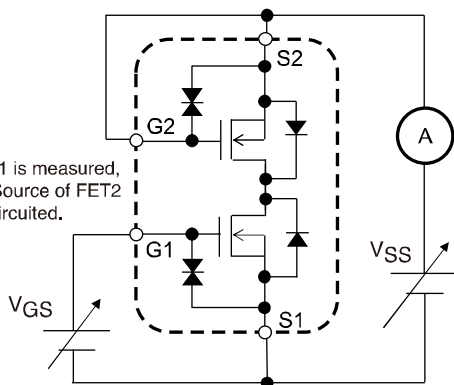 S2
G2
A
1 is measured,
Source of FET2
ircuited.
G1
VSS
VGS
S1